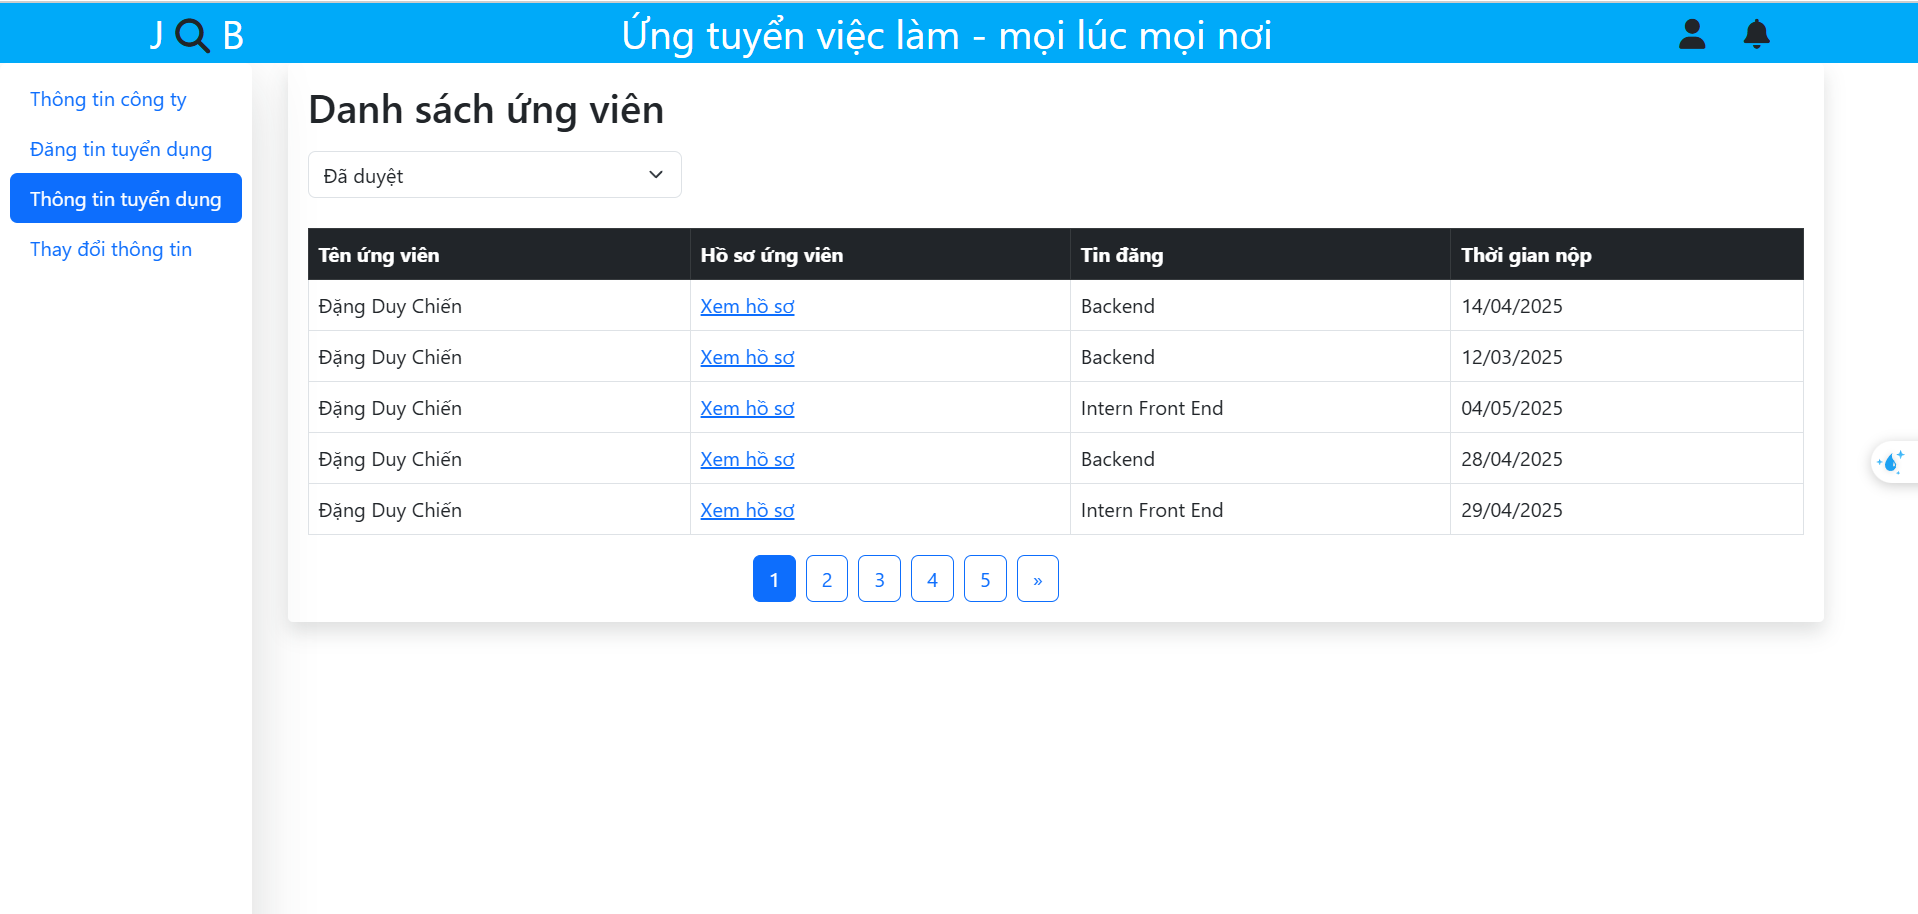 J B
Ứng tuyển việc làm - mọi lúc mọi nơi
Thông tin công ty
Đăng tin tuyển dụng
Thông tin tuyển dụng
Thay đổi thông tin
Danh sách ứng viên
Đã duyệt
Tên ứng viên Hồ sơ ứng viên Tin đăng Thời gian nộp
Đặng Duy Chiến Xem hồ sơ Backend 14/04/2025
Đặng Duy Chiến Xem hồ sơ Backend 12/03/2025
Đặng Duy Chiến Xem hồ sơ Intern Front End 04/05/2025
Đặng Duy Chiến Xem hồ sơ Backend 28/04/2025
Đặng Duy Chiến Xem hồ sơ Intern Front End 29/04/2025
1 2 3 4 5 »